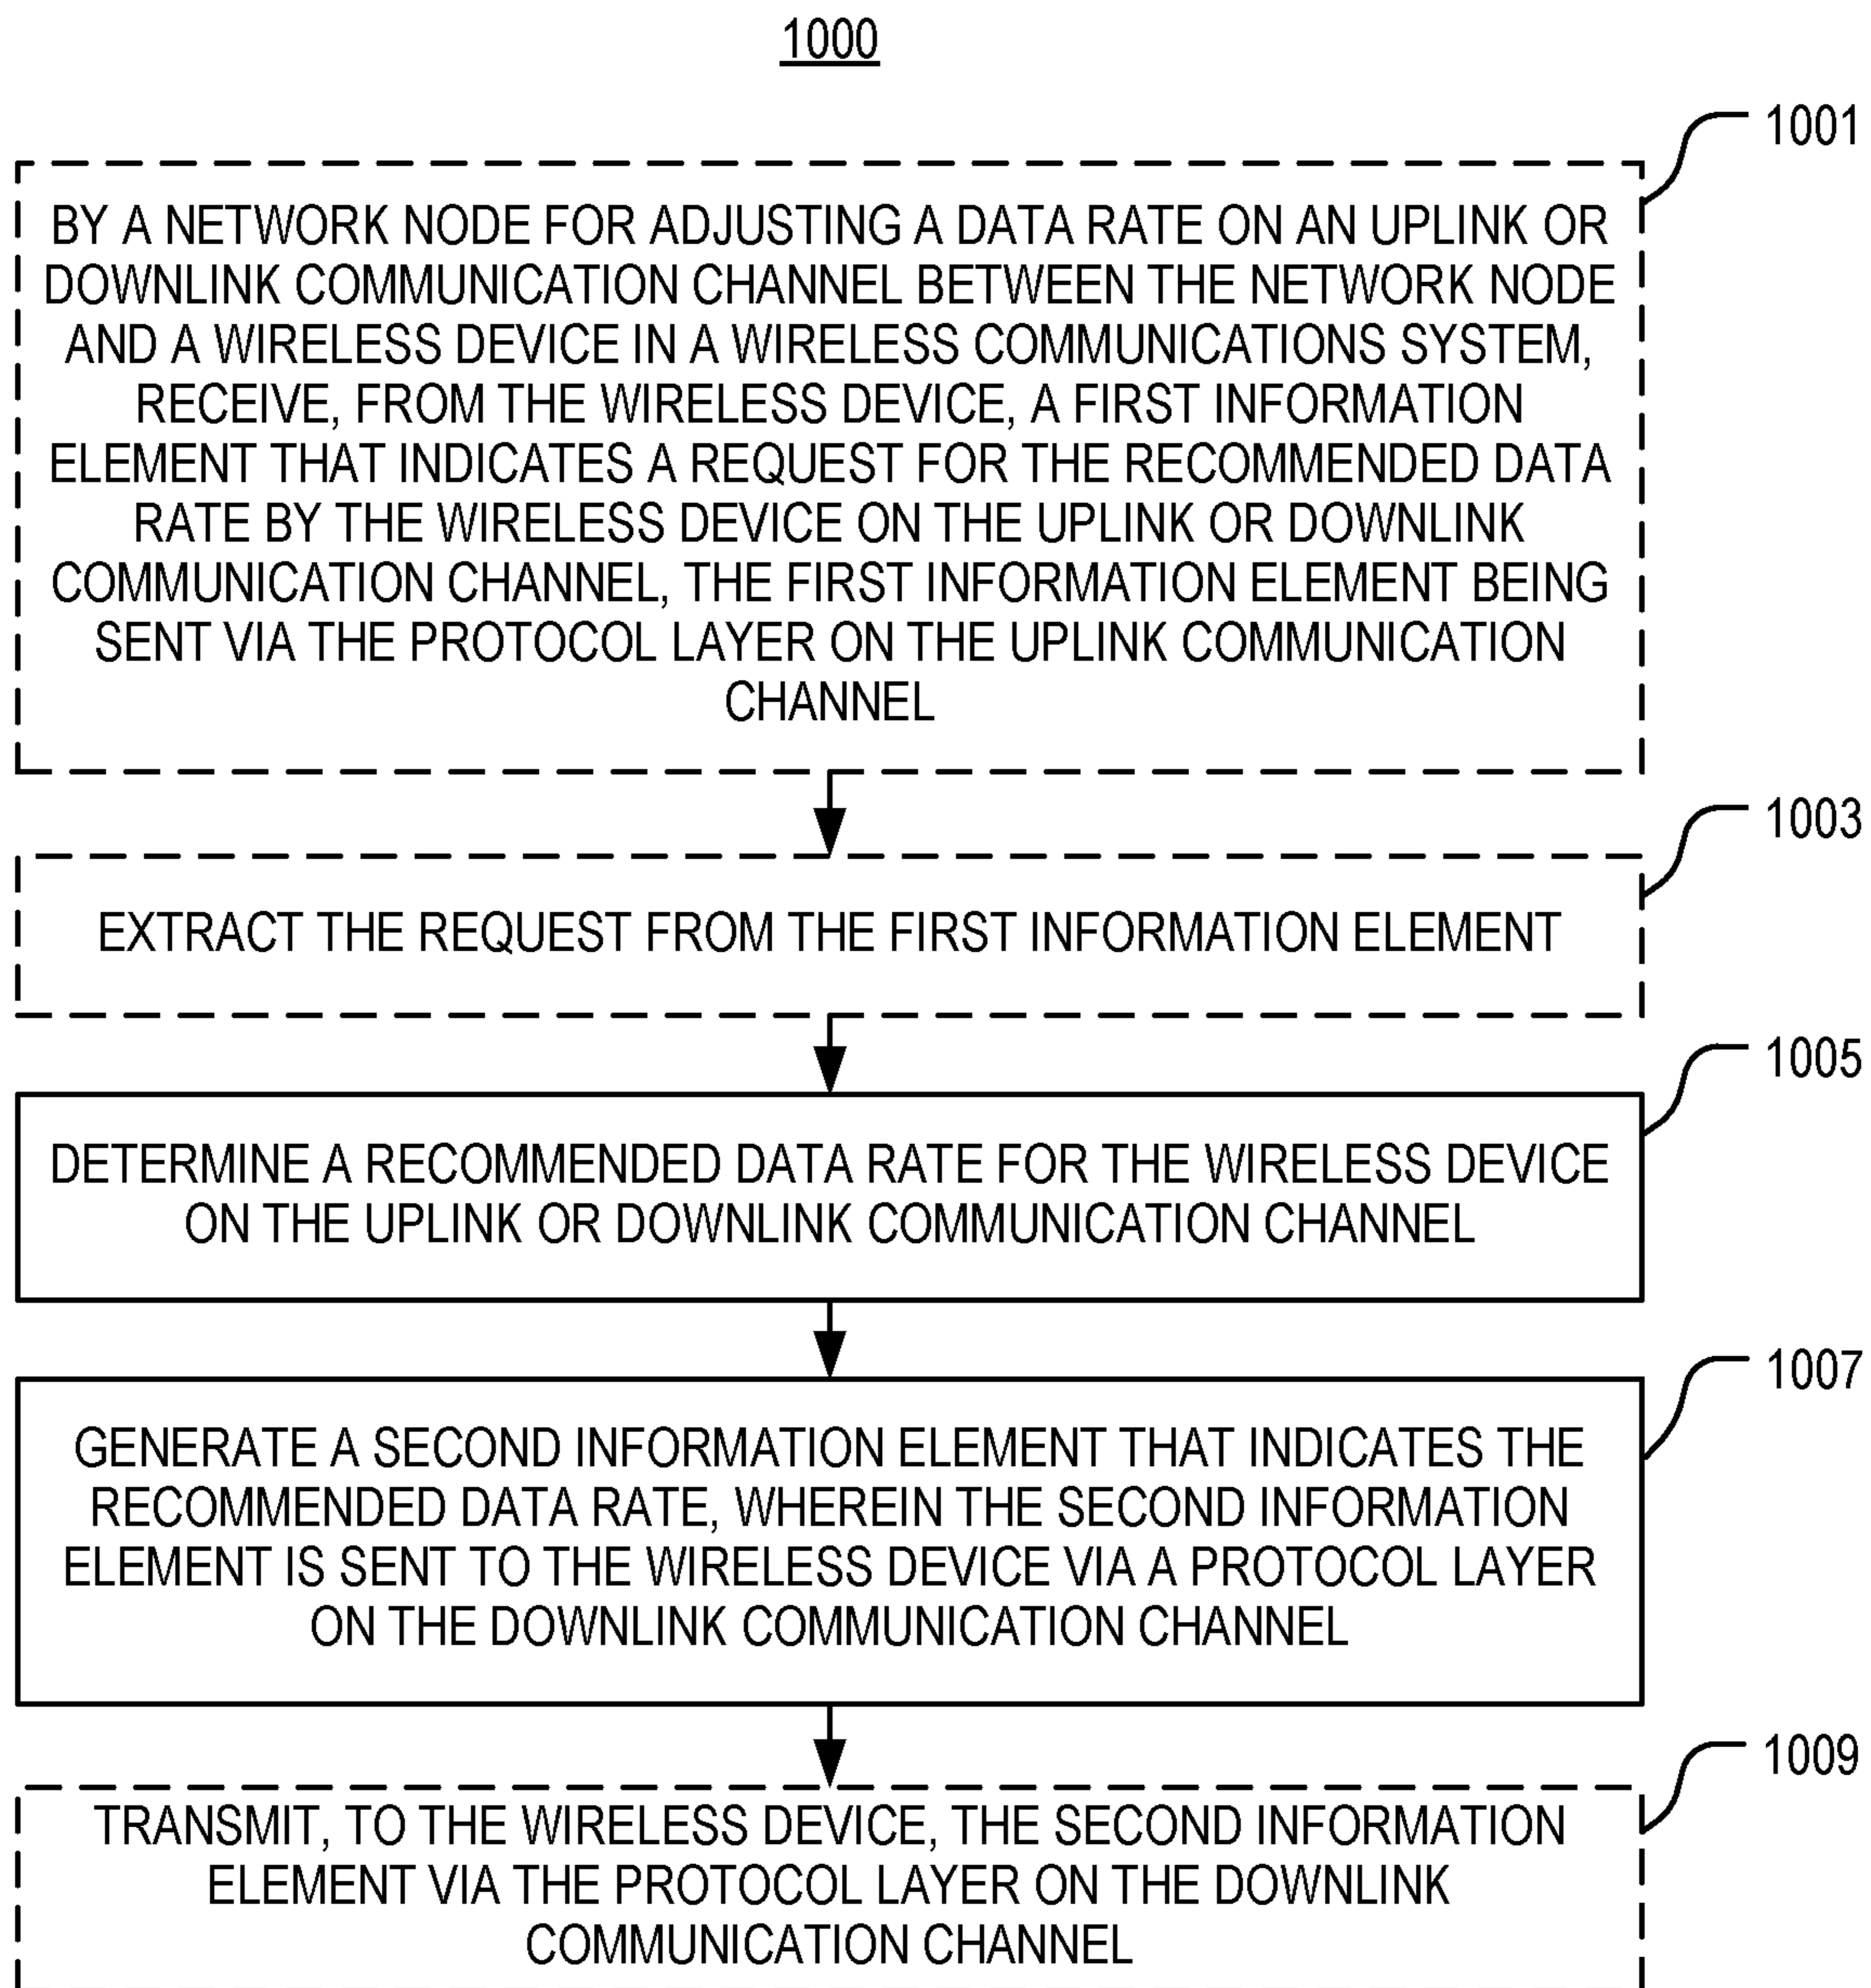 1000
1001
BY A NETWORK NODE FOR ADJUSTING A DATA RATE ON AN UPLINK OR
DOWNLINK COMMUNICATION CHANNEL BETWEEN THE NETWORK NODE
AND A WIRELESS DEVICE IN A WIRELESS COMMUNICATIONS SYSTEM,
RECEIVE, FROM THE WIRELESS DEVICE, A FIRST INFORMATION
ELEMENT THAT INDICATES A REQUEST FOR THE RECOMMENDED DATA
RATE BY THE WIRELESS DEVICE ON THE UPLINK OR DOWNLINK
COMMUNICATION CHANNEL, THE FIRST INFORMATION ELEMENT BEING
SENT VIA THE PROTOCOL LAYER ON THE UPLINK COMMUNICATION
CHANNEL
1003
EXTRACT THE REQUEST FROM THE FIRST INFORMATION ELEMENT
1005
DETERMINE A RECOMMENDED DATA RATE FOR THE WIRELESS DEVICE
ON THE UPLINK OR DOWNLINK COMMUNICATION CHANNEL
1007
GENERATE A SECOND INFORMATION ELEMENT THAT INDICATES THE
RECOMMENDED DATA RATE, WHEREIN THE SECOND INFORMATION
ELEMENT IS SENT TO THE WIRELESS DEVICE VIA A PROTOCOL LAYER
ON THE DOWNLINK COMMUNICATION CHANNEL
1009
TRANSMIT, TO THE WIRELESS DEVICE, THE SECOND INFORMATION
ELEMENT VIA THE PROTOCOL LAYER ON THE DOWNLINK
COMMUNICATION CHANNEL